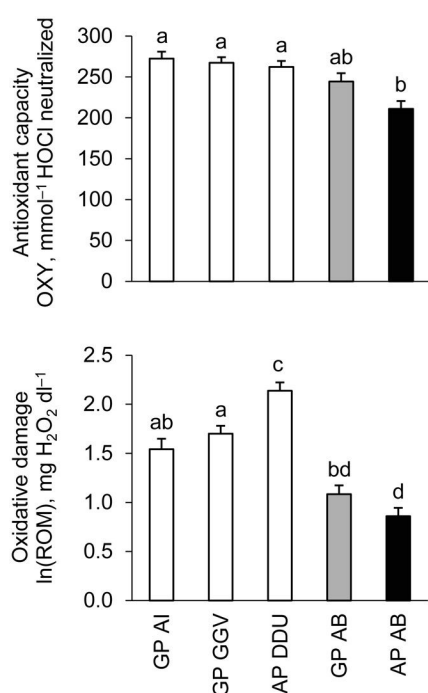 Antioxidant capacity
OXY, mmol⁻¹ HOCl neutralized
300
250
200
150
100
50
0
a
a
a
ab
b
Oxidative damage
ln(ROM), mg H₂O₂ dl⁻¹
2.5
2.0
1.5
1.0
0.5
0.0
ab
a
c
bd
d
GP AI
GP GGV
AP DDU
GP AB
AP AB